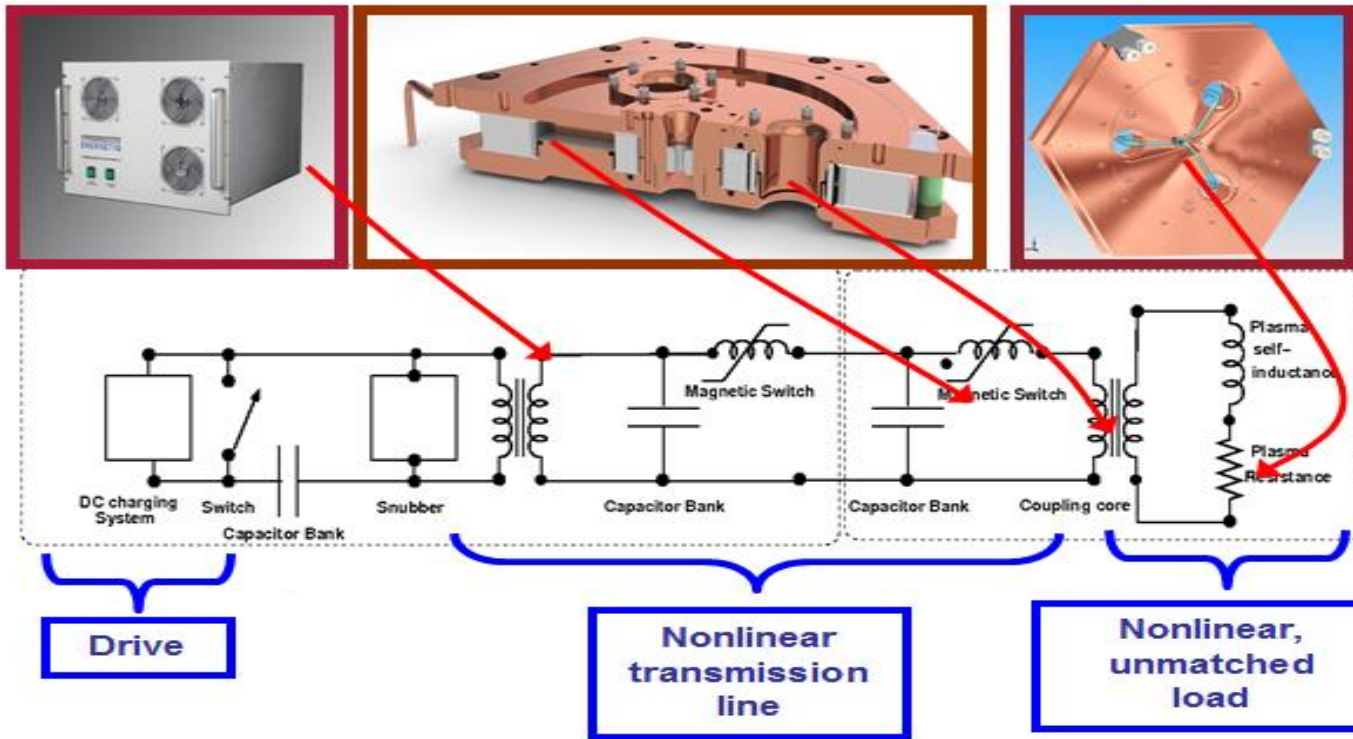 ENERGETIQ
Plasma
self-
inductance
Magnetic Switch
Magnetic Switch
Plasma
Resistance
DC charging
System
Switch
Capacitor Bank
Snubber
Capacitor Bank
Capacitor Bank
Coupling core
Drive
Nonlinear
transmission
line
Nonlinear,
unmatched
load